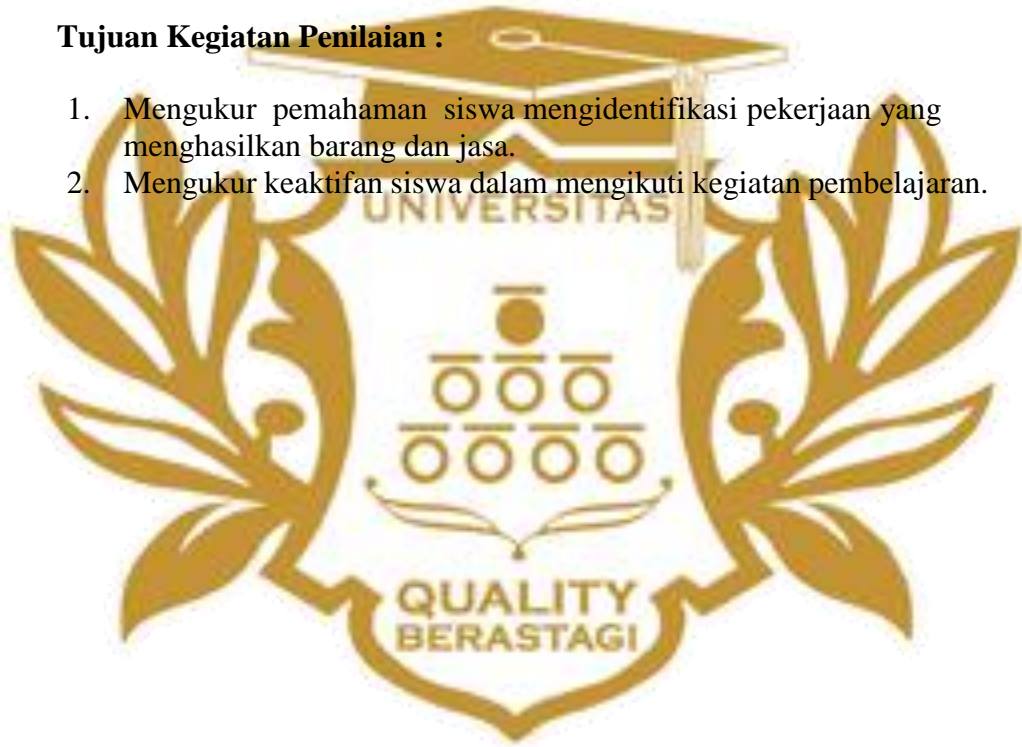 Tujuan Kegiatan Penilaian :
1. Mengukur pemahaman siswa mengidentifikasi pekerjaan yang
menghasilkan barang dan jasa.
2. Mengukur keaktifan siswa dalam mengikuti kegiatan pembelajaran.
UNIVERSITAS
QUALITY
BERASTAGI